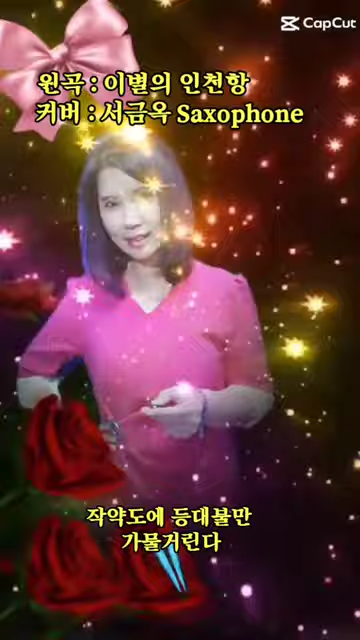 CapCut
원곡 : 이별의 인천항
커버 : 서금옥 Saxophone
작약도에 등대불만
가물거린다